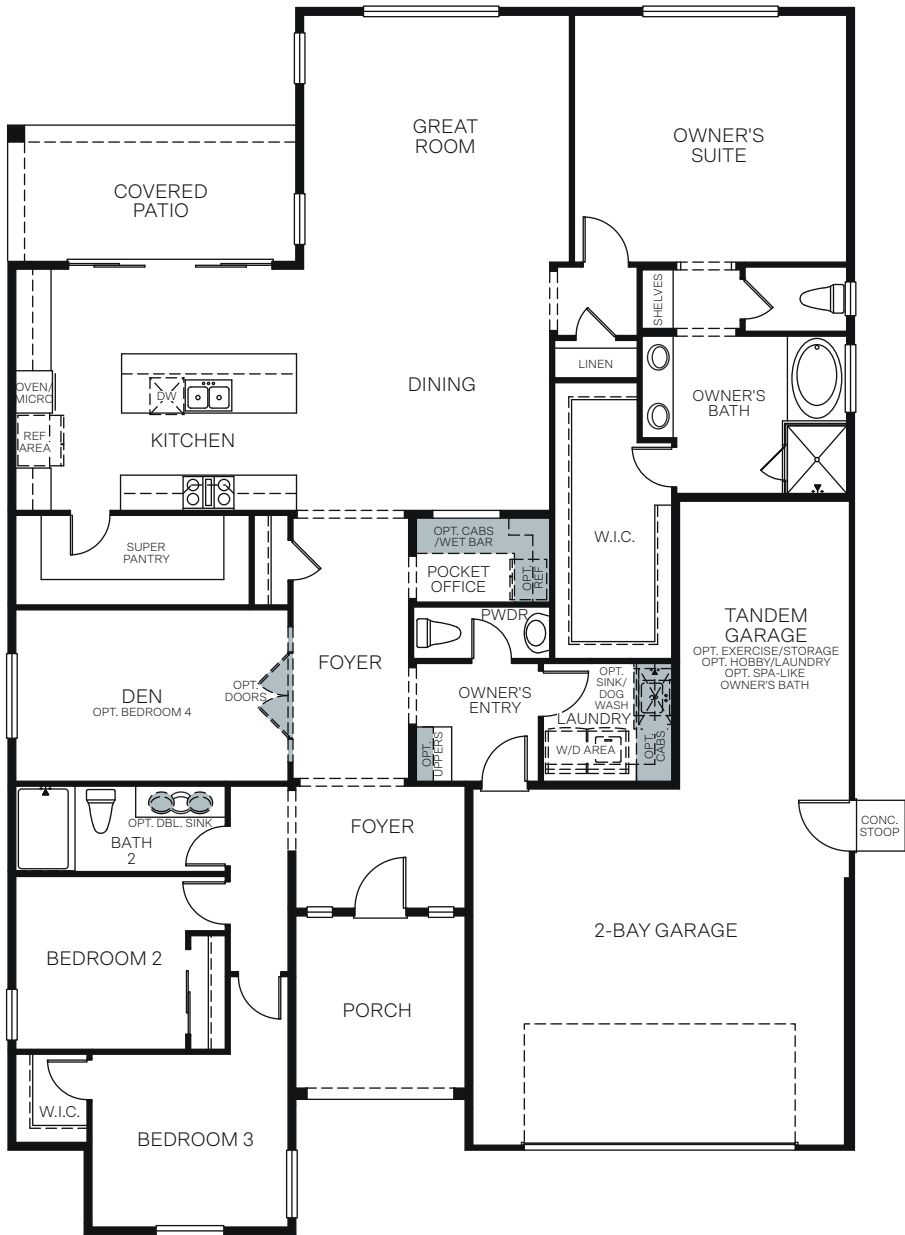 GREAT
ROOM
OWNER'S
SUITE
COVERED
PATIO
SHELVES
LINEN
OVEN/
MICRO
DW
DINING
OWNER'S
BATH
REF
AREA
KITCHEN
SUPER
PANTRY
OPT. CABS
/WET BAR
POCKET
OFFICE
OPT.
REF
W.I.C.
PWDR
TANDEM
GARAGE
OPT. EXERCISE/STORAGE
OPT. HOBBY/LAUNDRY
OPT. SPA-LIKE
OWNER'S BATH
DEN
OPT. BEDROOM 4
OPT.
DOORS
FOYER
OWNER'S
ENTRY
OPT.
SINK/
DOG
WASH
LAUNDRY
W/D AREA
OPT.
CABS
OPT.
UPPERS
OPT. DBL. SINK
BATH
2
FOYER
CONC.
STOOP
BEDROOM 2
2-BAY GARAGE
PORCH
W.I.C.
BEDROOM 3